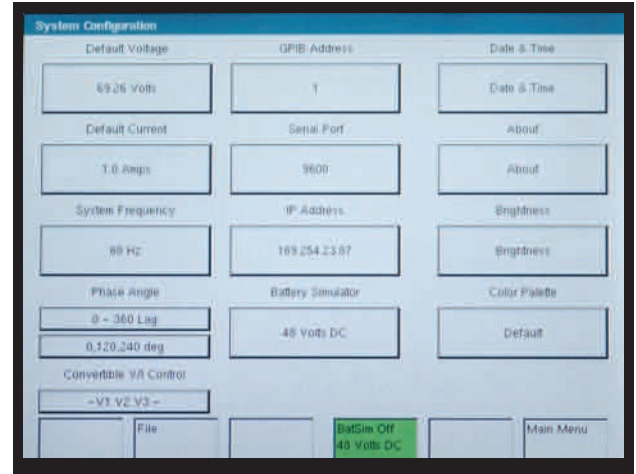 System Configuration
Default Voltage
69.26 Volts
Default Current
1.0 Amps
System Frequency
60 Hz
Phase Angle
0 – 360 Lag
0,120,240 deg
Convertible V/I Control
~V1 V2 V3 ~
GPIB Address
1
Serial Port
9600
IP Address
169.254.23.87
Battery Simulator
48 Volts DC
Date & Time
Date & Time
About
About
Brightness
Brightness
Color Palette
Default
File
BatSim Off
48 Volts DC
Main Menu